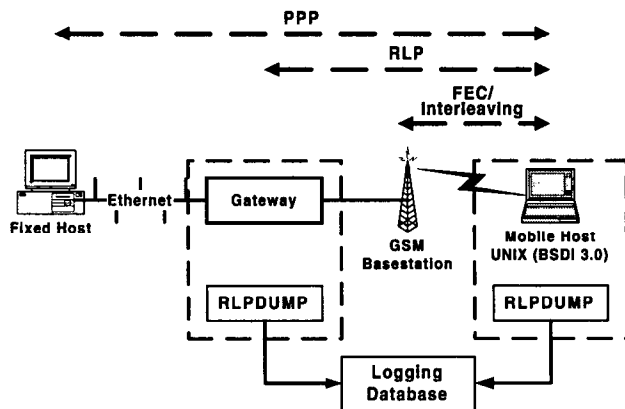 PPP
RLP
FEC/
Interleaving
Ethernet
Gateway
Fixed Host
GSM
Basestation
Mobile Host
UNIX (BSDI 3.0)
RLPDUMP
RLPDUMP
Logging
Database